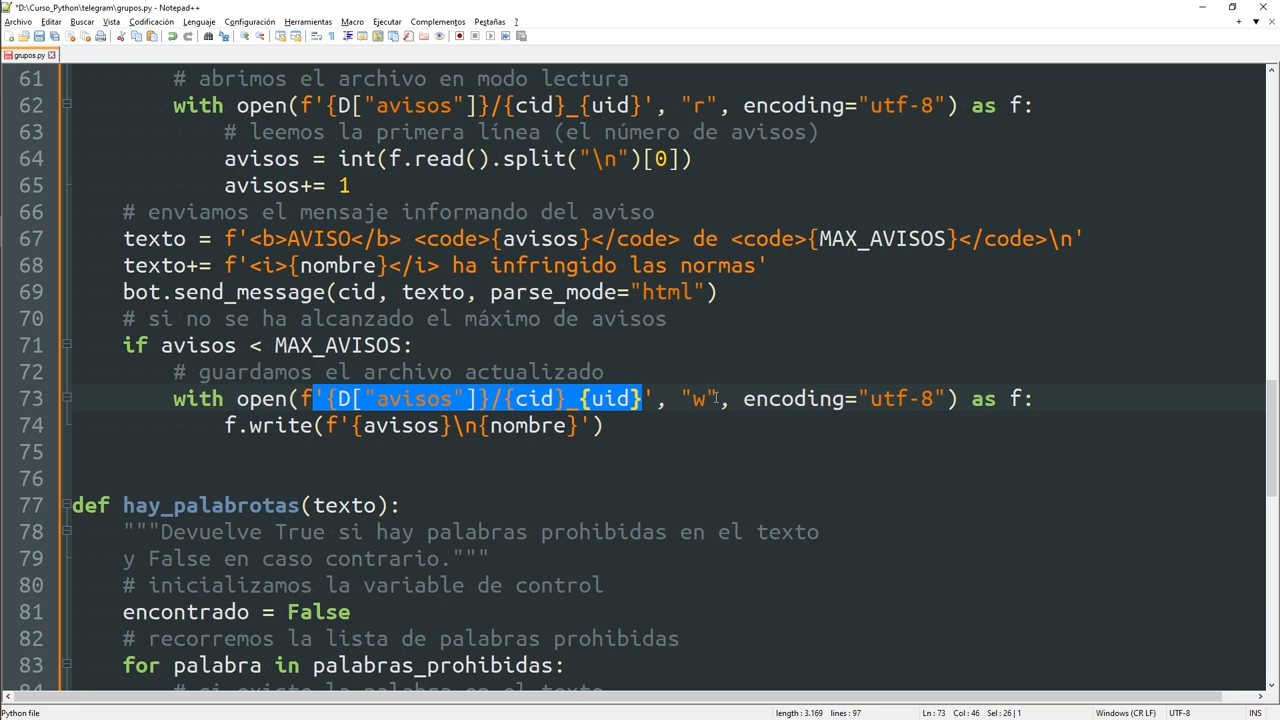 *D:\Curso_Python\telegram\grupos.py - Notepad++
Archivo Editar Buscar Vista Codificación Lenguaje Configuración Herramientas Macro Ejecutar Complementos Pestañas ?
grupos.py
61 # abrimos el archivo en modo lectura
62 with open(f'{D["avisos"]}/{cid}_{uid}', "r", encoding="utf-8") as f:
63 # leemos la primera línea (el número de avisos)
64 avisos = int(f.read().split("\n")[0])
65 avisos+= 1
66 # enviamos el mensaje informando del aviso
67 texto = f'<b>AVISO</b> <code>{avisos}</code> de <code>{MAX_AVISOS}</code>\n'
68 texto+= f'<i>{nombre}</i> ha infringido las normas'
69 bot.send_message(cid, texto, parse_mode="html")
70 # si no se ha alcanzado el máximo de avisos
71 if avisos < MAX_AVISOS:
72 # guardamos el archivo actualizado
73 with open(f'{D["avisos"]}/{cid}_{uid}', "w", encoding="utf-8") as f:
74 f.write(f'{avisos}\n{nombre}')
75
76
77 def hay_palabrotas(texto):
78 """Devuelve True si hay palabras prohibidas en el texto
79 y False en caso contrario."""
80 # inicializamos la variable de control
81 encontrado = False
82 # recorremos la lista de palabras prohibidas
83 for palabra in palabras_prohibidas:
84 # si existe la palabra en el texto
Python file length : 3.169 lines : 97 Ln : 73 Col : 46 Sel : 26 | 1 Windows (CR LF) UTF-8 INS